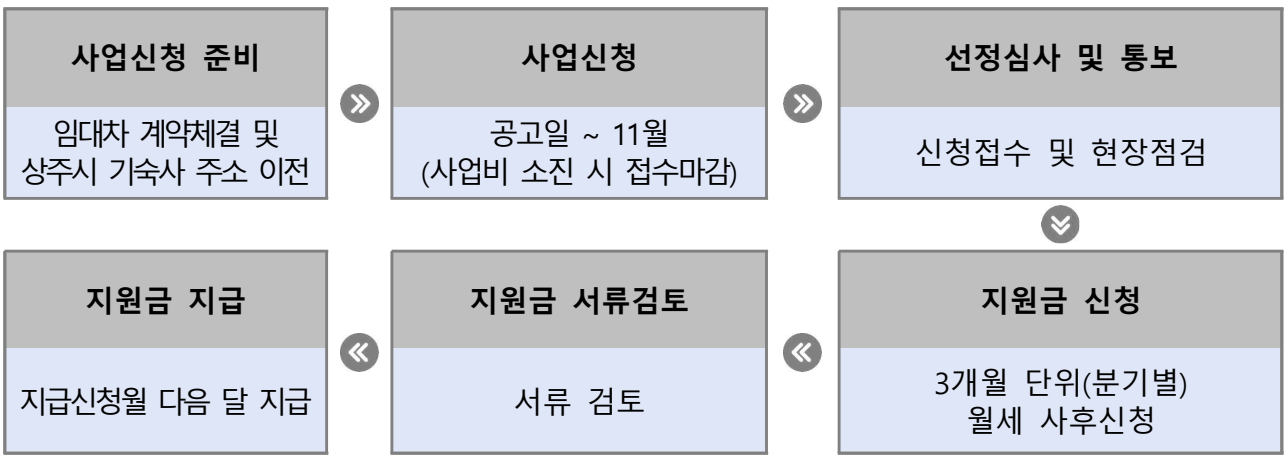 사업신청 준비
임대차 계약체결 및
상주시 기숙사 주소 이전
사업신청
공고일 ~ 11월
(사업비 소진 시 접수마감)
선정심사 및 통보
신청접수 및 현장점검
지원금 신청
3개월 단위(분기별)
월세 사후신청
지원금 서류검토
서류 검토
지원금 지급
지급신청월 다음 달 지급